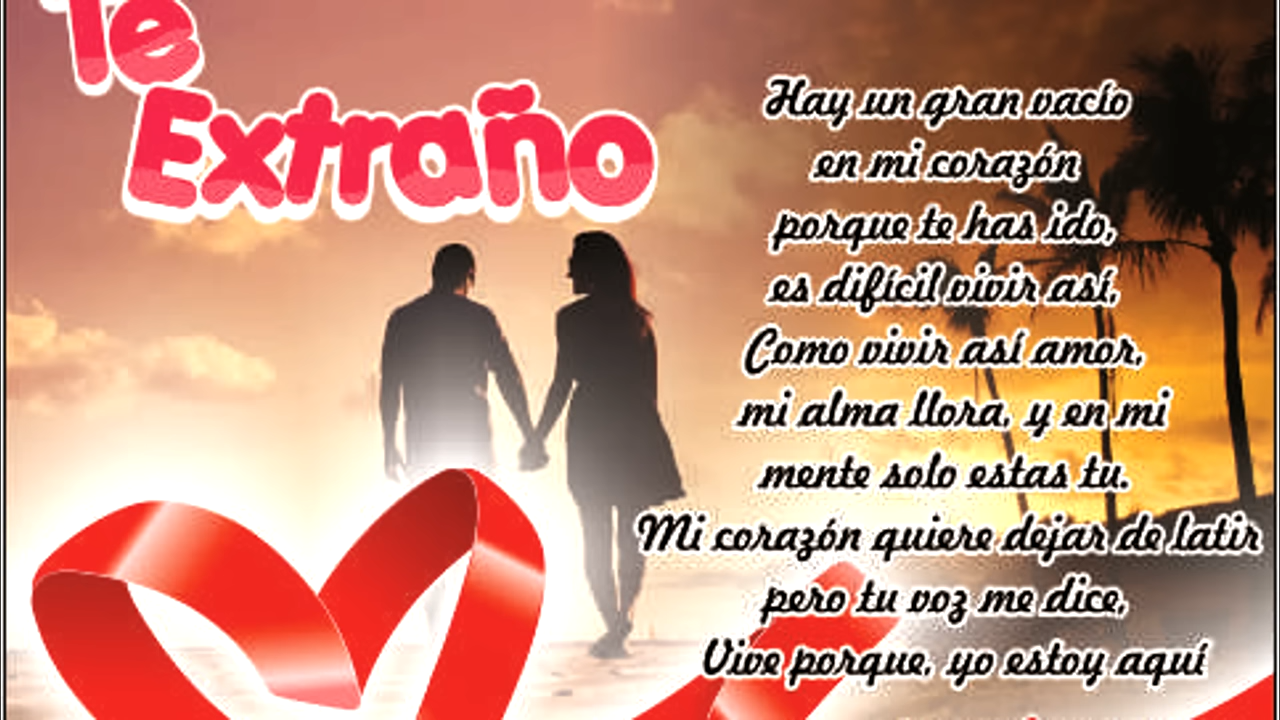 Te
Extraño
Hay un gran vacío
en mi corazón
porque te has ido,
es difícil vivir así,
Como vivir así amor,
mi alma llora, y en mi
mente solo estas tu.
Mi corazón quiere dejar de latir
pero tu voz me dice,
Vive porque, yo estoy aquí